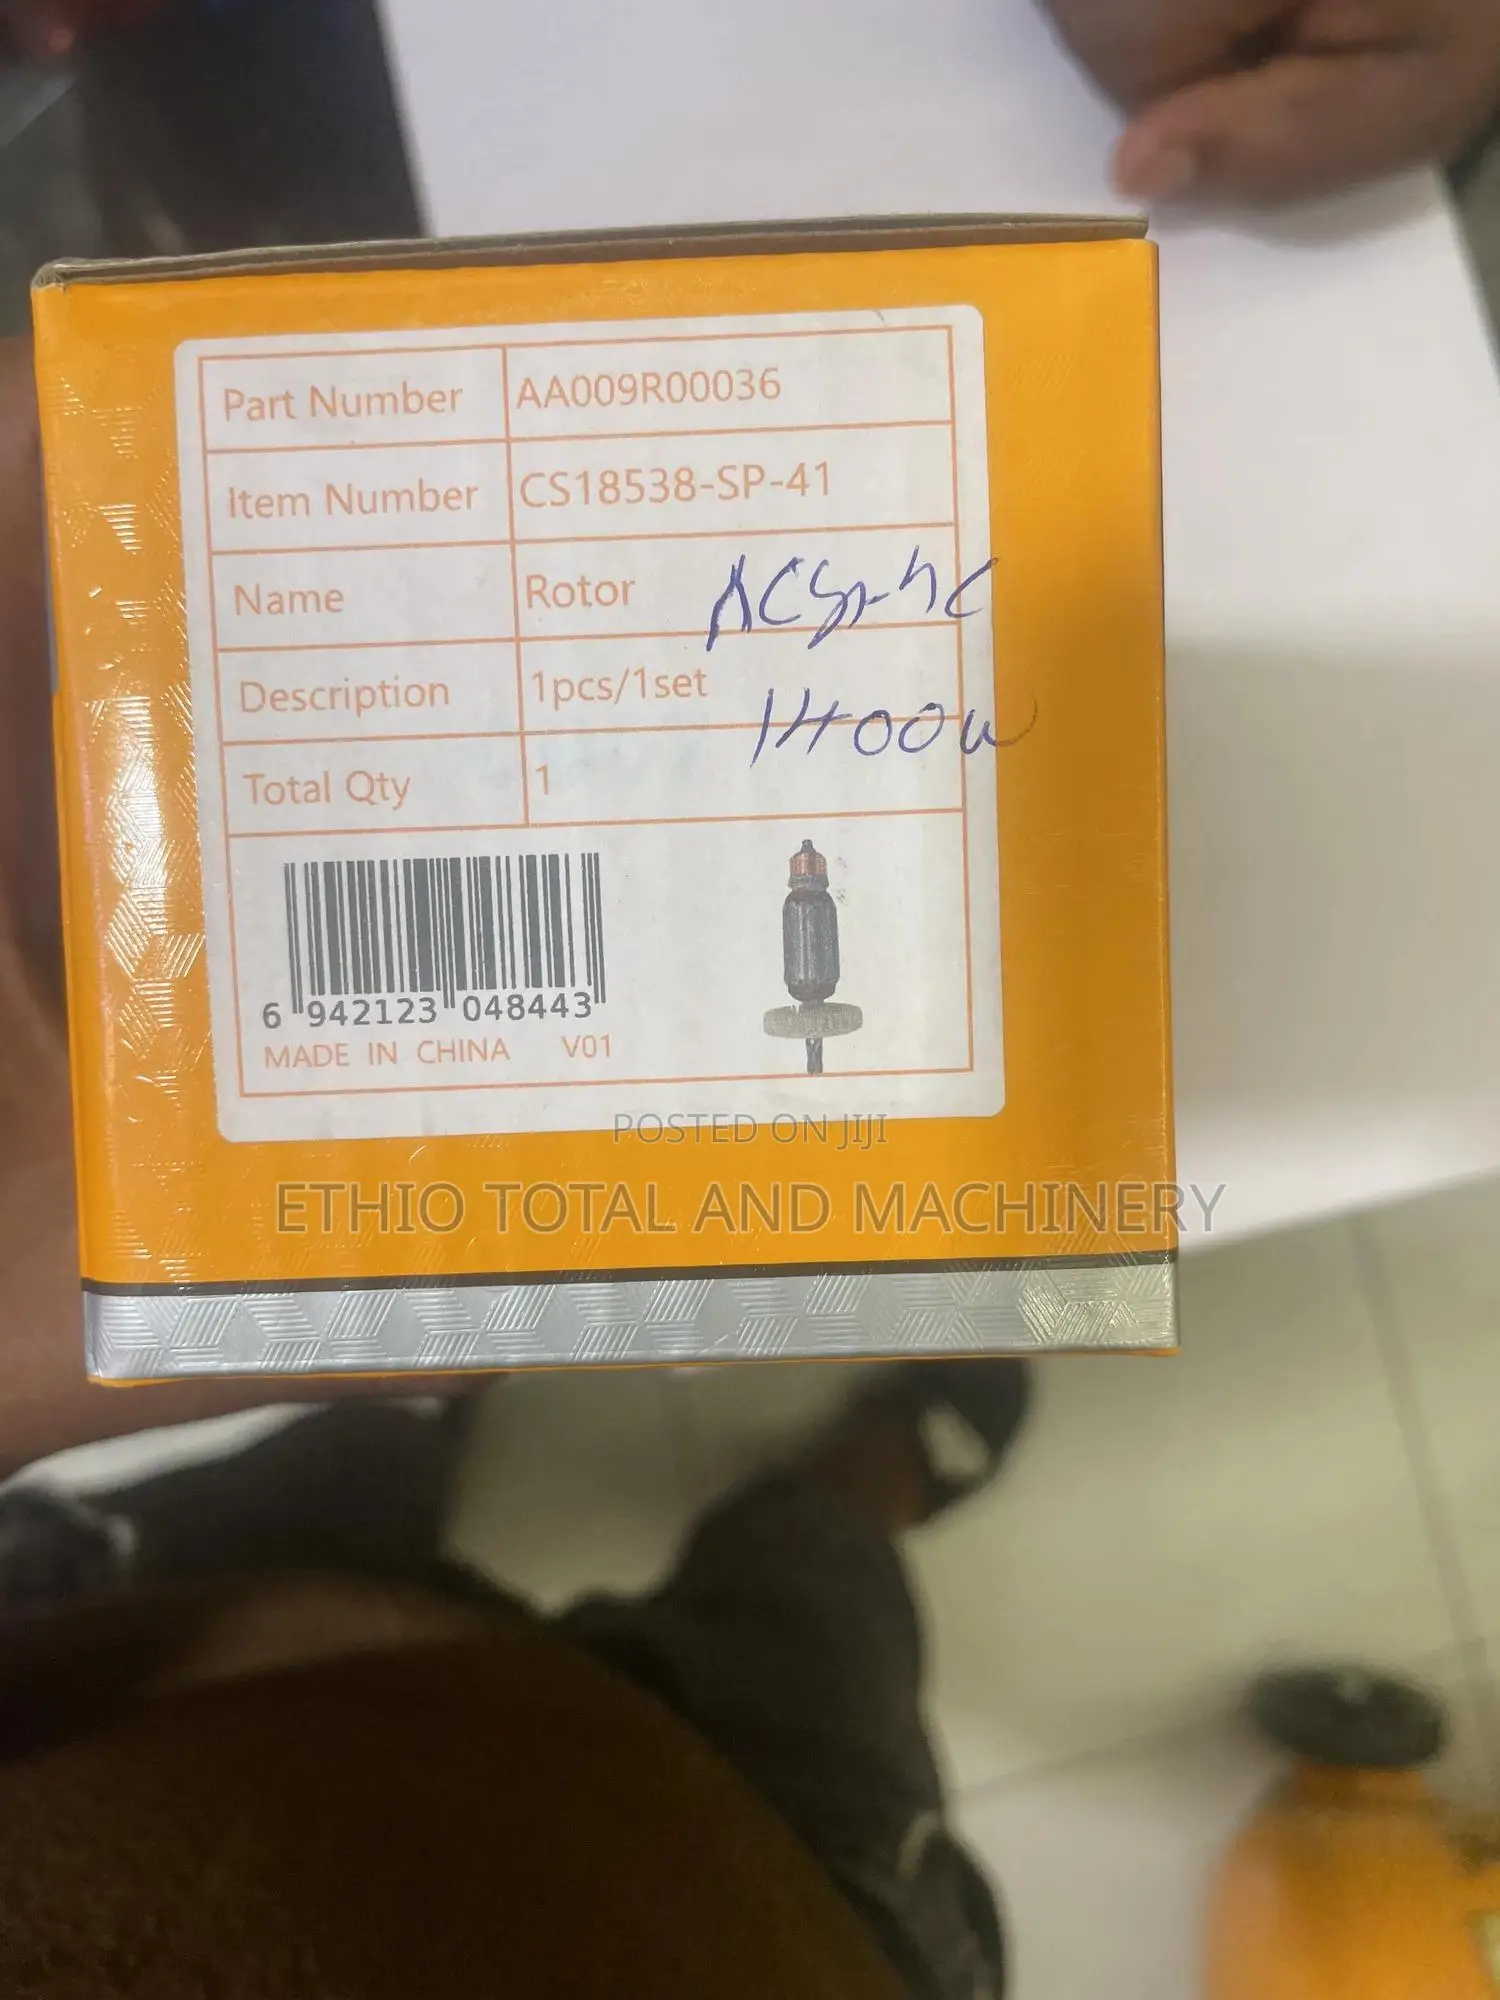 Part Number AA009R00036
Item Number CS18538-SP-41
Name Rotor
Description 1pcs/1set
1400w
Total Qty 1
6 942123 048443
MADE IN CHINA V01
POSTED ON JIJI
ETHIO TOTAL AND MACHINERY